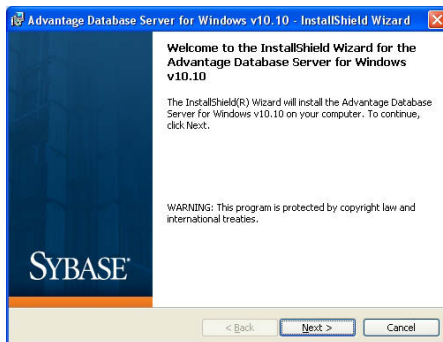 Advantage Database Server for Windows v10.10 - InstallShield Wizard
Welcome to the InstallShield Wizard for the
Advantage Database Server for Windows
v10.10
The InstallShield(R) Wizard will install the Advantage Database
Server for Windows v10.10 on your computer. To continue,
click Next.
WARNING: This program is protected by copyright law and
international treaties.
SYBASE
< Back
Next >
Cancel